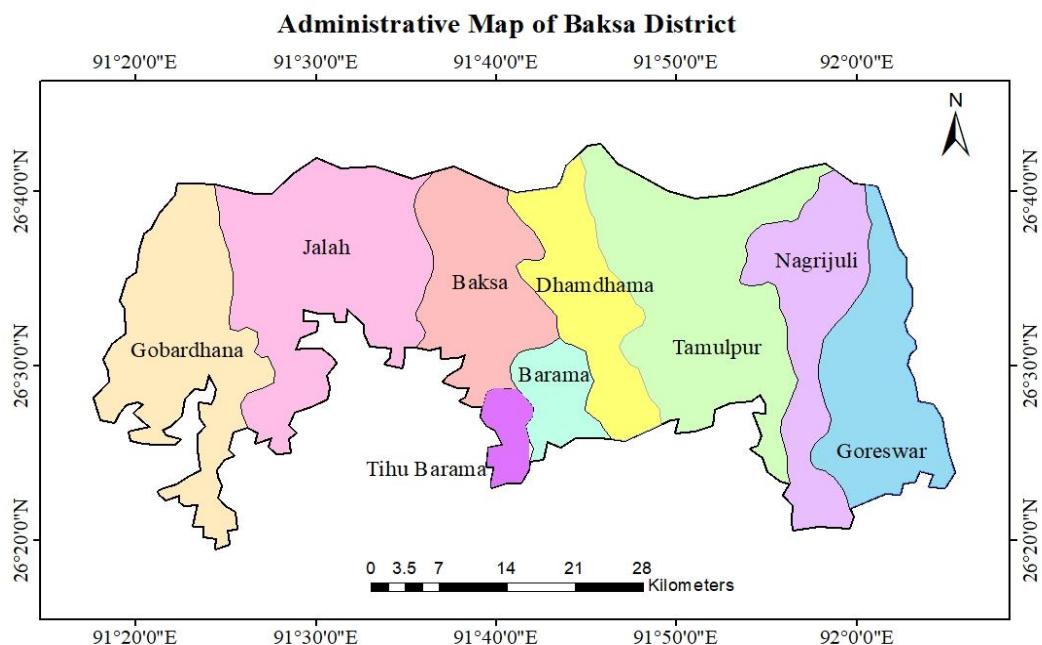 Administrative Map of Baksa District
91°20'0"E 91°30'0"E 91°40'0"E 91°50'0"E 92°0'0"E
N
26°40'0"N 26°40'0"N
Jalah
Nagrijuli
Baksa
Dhamdhama
Gobardhana
Tamulpur
26°30'0"N 26°30'0"N
Barama
Goreswar
Tihu Barama
26°20'0"N 26°20'0"N
0 3.5 7 14 21 28
Kilometers
91°20'0"E 91°30'0"E 91°40'0"E 91°50'0"E 92°0'0"E